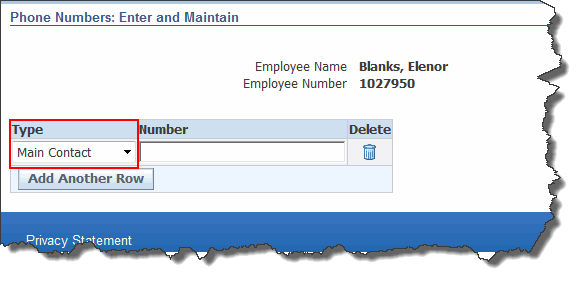 Phone Numbers: Enter and Maintain
Employee Name Blanks, Elenor
Employee Number 1027950
Type Number Delete
Main Contact
Add Another Row
Privacy Statement